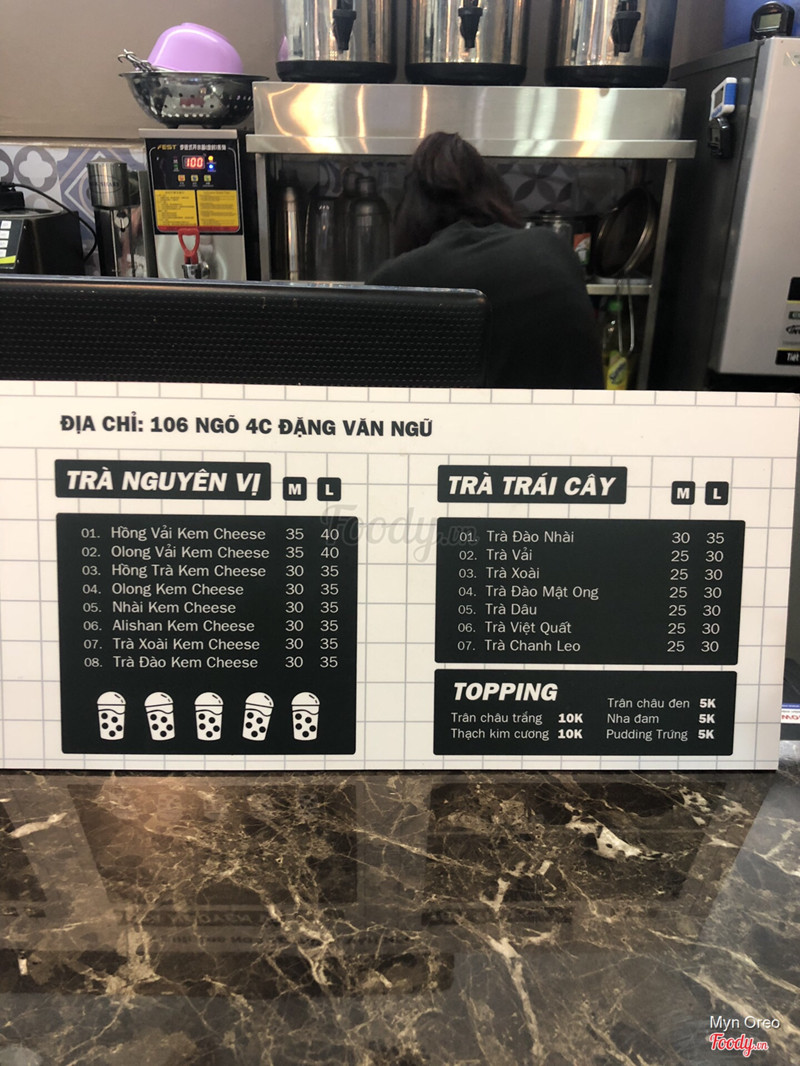 FEST
100
ĐỊA CHỈ: 106 NGÕ 4C ĐẶNG VĂN NGŨ
TRÀ NGUYÊN VỊ M L
01. Hồng Vải Kem Cheese 35 40
02. Olong Vải Kem Cheese 35 40
03. Hồng Trà Kem Cheese 30 35
04. Olong Kem Cheese 30 35
05. Nhài Kem Cheese 30 35
06. Alishan Kem Cheese 30 35
07. Trà Xoài Kem Cheese 30 35
08. Trà Đào Kem Cheese 30 35
TRÀ TRÁI CÂY M L
01. Trà Đào Nhài 30 35
02. Trà Vải 25 30
03. Trà Xoài 25 30
04. Trà Đào Mật Ong 25 30
05. Trà Dâu 25 30
06. Trà Việt Quất 25 30
07. Trà Chanh Leo 25 30
TOPPING
Trân châu trắng 10K
Thạch kim cương 10K
Trân châu đen 5K
Nha đam 5K
Pudding Trứng 5K
Foody.vn
Tiết
Myn Oreo
Foody.vn